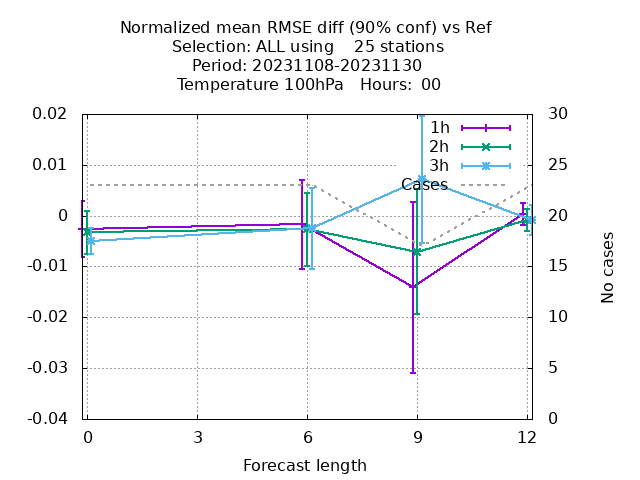 Normalized mean RMSE diff (90% conf) vs Ref
Selection: ALL using    25 stations
Period: 20231108-20231130
Temperature 100hPa   Hours: 00
0.02
0.01
0
-0.01
-0.02
-0.03
-0.04
30
25
20
15
10
5
0
No cases
1h
2h
3h
Cases
0 3 6 9 12
Forecast length